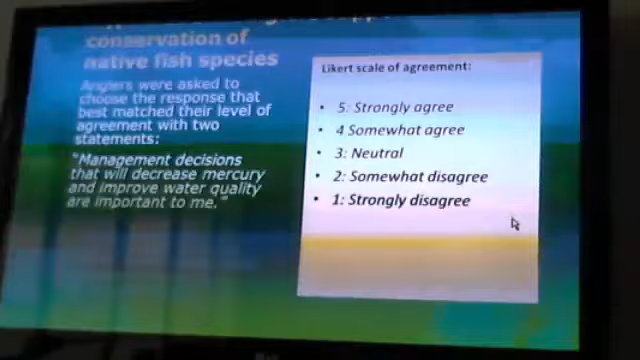 conservation of
native fish species
Anglers were asked to
choose the response that
best matched their level of
agreement with two
statements:
"Management decisions
that will decrease mercury
and improve water quality
are important to me."
Likert scale of agreement:
• 5: Strongly agree
• 4 Somewhat agree
• 3: Neutral
• 2: Somewhat disagree
• 1: Strongly disagree